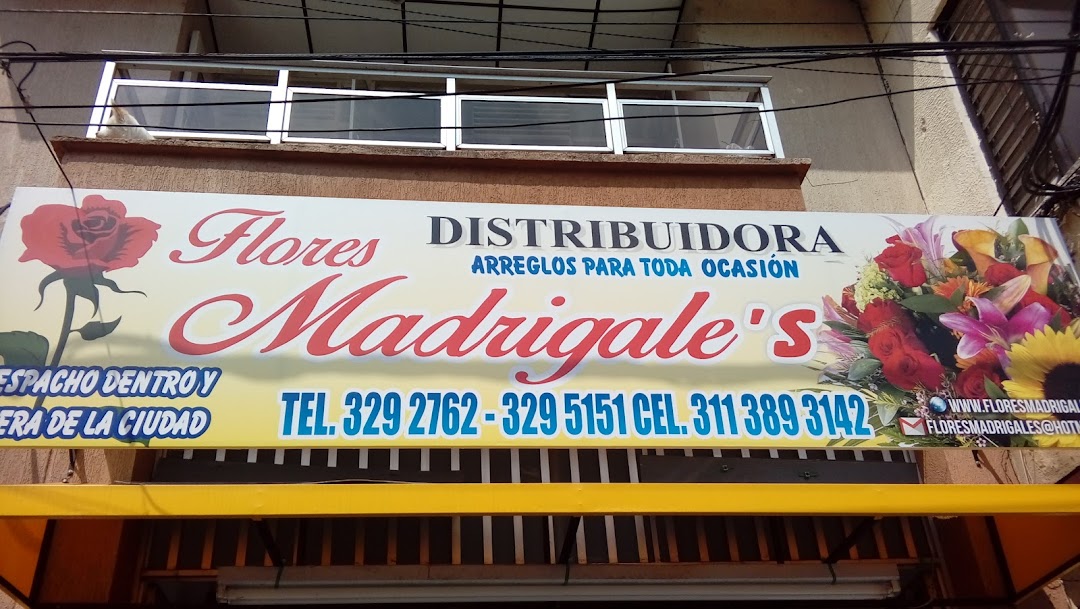 Flores DISTRIBUIDORA
ARREGLOS PARA TODA OCASIÓN
Madrigale's
ESPACHO DENTRO Y
ERA DE LA CIUDAD
TEL. 329 2762 - 329 5151 CEL. 311 389 3142
WWW.FLORESMADRIGAL
FLORESMADRIGALES@HOT